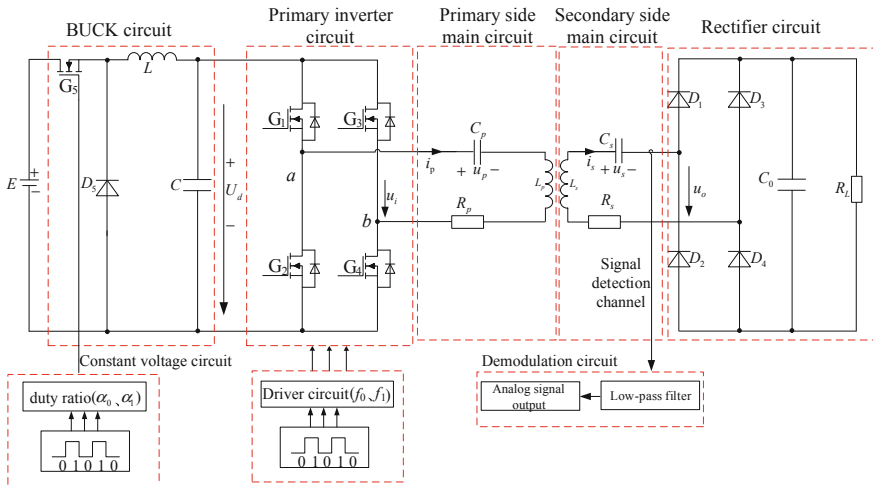 BUCK circuit
Primary inverter
circuit
Primary side
main circuit
Secondary side
main circuit
Rectifier circuit
G5
L
E
+
−
D5
C
+
Ud
−
G1
G3
a
b
G2
G4
ui
ip
Cp
+ up −
Lp
Rp
Ls
Cs
is
+ us −
Rs
D1
D3
uo
D2
D4
C0
RL
Signal
detection
channel
Constant voltage circuit
duty ratio(α0、α1)
0 1 0 1 0
Driver circuit(f0、f1)
0 1 0 1 0
Demodulation circuit
Analog signal
output
Low-pass filter